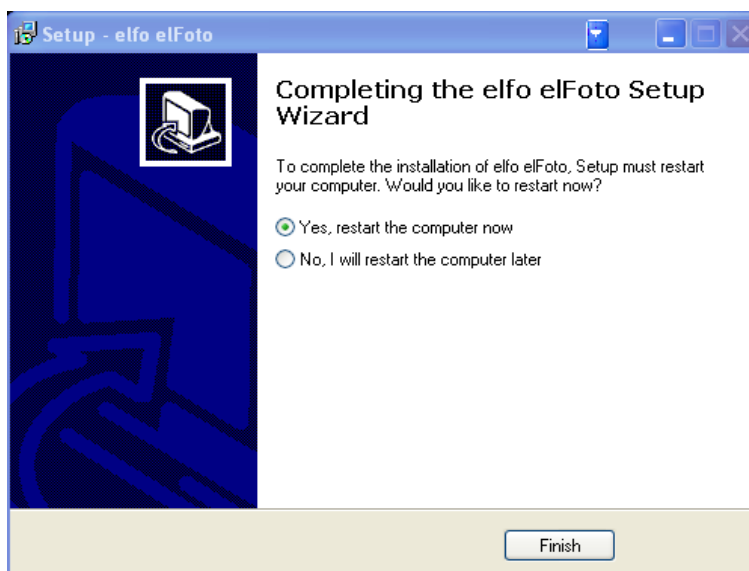 Setup - elfo elFoto
Completing the elfo elFoto Setup
Wizard
To complete the installation of elfo elFoto, Setup must restart
your computer. Would you like to restart now?
Yes, restart the computer now
No, I will restart the computer later
Finish